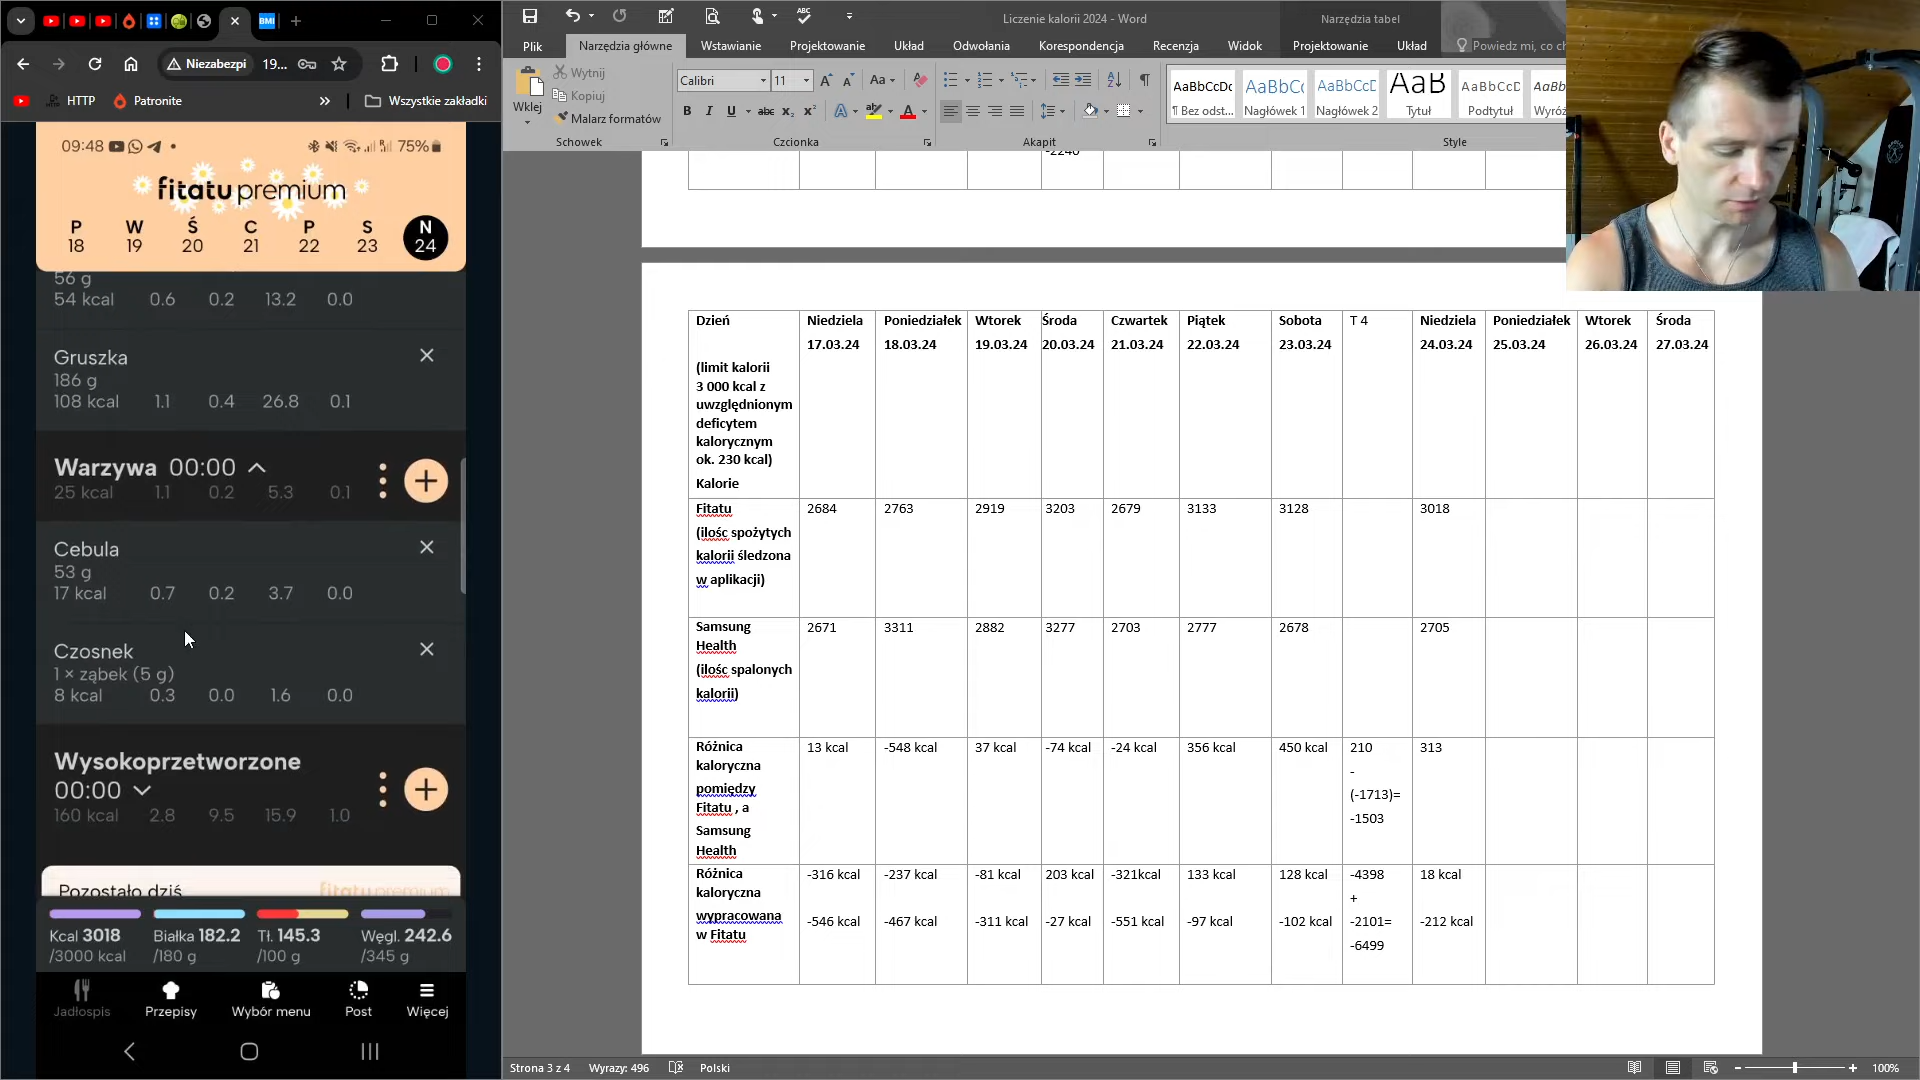 Niezabezpi
19...
HTTP
Patronite
»
Wszystkie zakładki
09:48
75%
fitatu premium
P W Ś C P S N
18 19 20 21 22 23 24
56 g
54 kcal 0.6 0.2 13.2 0.0
Gruszka
186 g
108 kcal 1.1 0.4 26.8 0.1
Warzywa 00:00
25 kcal 1.1 0.2 5.3 0.1
Cebula
53 g
17 kcal 0.7 0.2 3.7 0.0
Czosnek
1 × ząbek (5 g)
8 kcal 0.3 0.0 1.6 0.0
Wysokoprzetworzone
00:00
160 kcal 2.8 9.5 15.9 1.0
Pozostało dziś
fitatu premium
Kcal 3018 Białka 182.2 Tł. 145.3 Węgl. 242.6
/3000 kcal /180 g /100 g /345 g
Jadłospis Przepisy Wybór menu Post Więcej
BMI
Liczenie kalorii 2024 - Word
Narzędzia tabel
Plik Narzędzia główne Wstawianie Projektowanie Układ Odwołania Korespondencja Recenzja Widok Projektowanie Układ Powiedz mi, co ch
Wklej
Wytnij
Kopiuj
Malarz formatów
Schowek
Calibri 11
Czcionka
Akapit
AaBbCcDc AaBbC( AaBbCcE AaB AaBbCcD AaBb
¶ Bez odst... Nagłówek 1 Nagłówek 2 Tytuł Podtytuł Wyróż
Style
-2240
Dzień
(limit kalorii
3 000 kcal z
uwzględnionym
deficytem
kalorycznym
ok. 230 kcal)
Kalorie
Niedziela
17.03.24
Poniedziałek
18.03.24
Wtorek
19.03.24
Środa
20.03.24
Czwartek
21.03.24
Piątek
22.03.24
Sobota
23.03.24
T 4
Niedziela
24.03.24
Poniedziałek
25.03.24
Wtorek
26.03.24
Środa
27.03.24
Fitatu
(ilośc spożytych
kalorii śledzona
w aplikacji)
2684 2763 2919 3203 2679 3133 3128 3018
Samsung
Health
(ilośc spalonych
kalorii)
2671 3311 2882 3277 2703 2777 2678 2705
Różnica
kaloryczna
pomiędzy
Fitatu , a
Samsung
Health
13 kcal -548 kcal 37 kcal -74 kcal -24 kcal 356 kcal 450 kcal
210
-
(-1713)=
-1503
313
Różnica
kaloryczna
wypracowana
w Fitatu
-316 kcal -237 kcal -81 kcal 203 kcal -321kcal 133 kcal 128 kcal
-546 kcal -467 kcal -311 kcal -27 kcal -551 kcal -97 kcal -102 kcal
-4398
+
-2101=
-6499
18 kcal
-212 kcal
Strona 3 z 4 Wyrazy: 496 Polski
100%